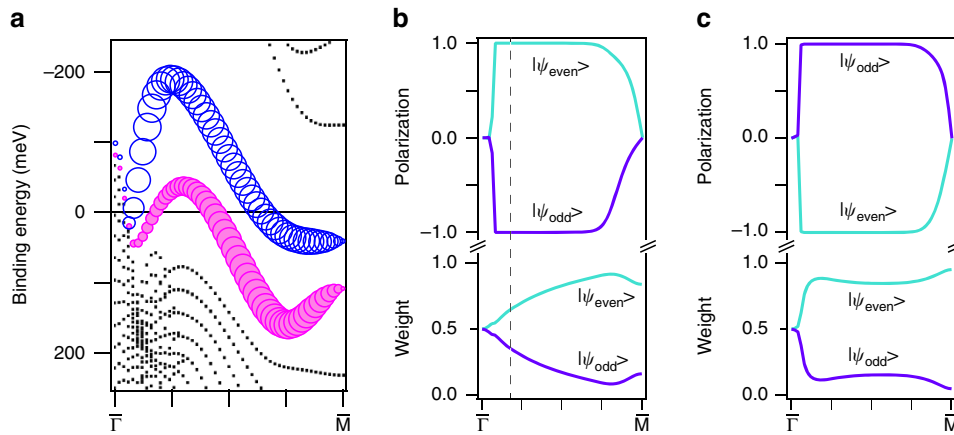 a
Binding energy (meV)
−200
0
200
Γ̅
M̅
b
Polarization
1.0
|ψeven>
0.0
|ψodd>
−1.0
Weight
1.0
|ψeven>
0.5
|ψodd>
0.0
Γ̅
M̅
c
Polarization
1.0
|ψodd>
0.0
|ψeven>
−1.0
Weight
1.0
|ψeven>
0.5
|ψodd>
0.0
Γ̅
M̅